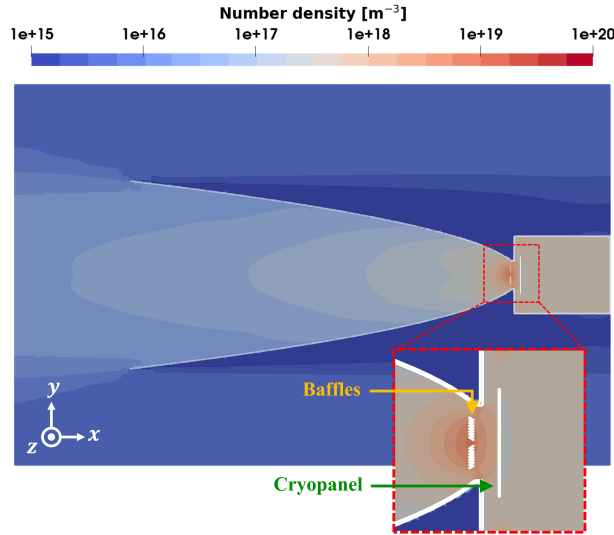 Number density [m⁻³]
1e+15 1e+16 1e+17 1e+18 1e+19 1e+20
Baffles
y
z x
Cryopanel